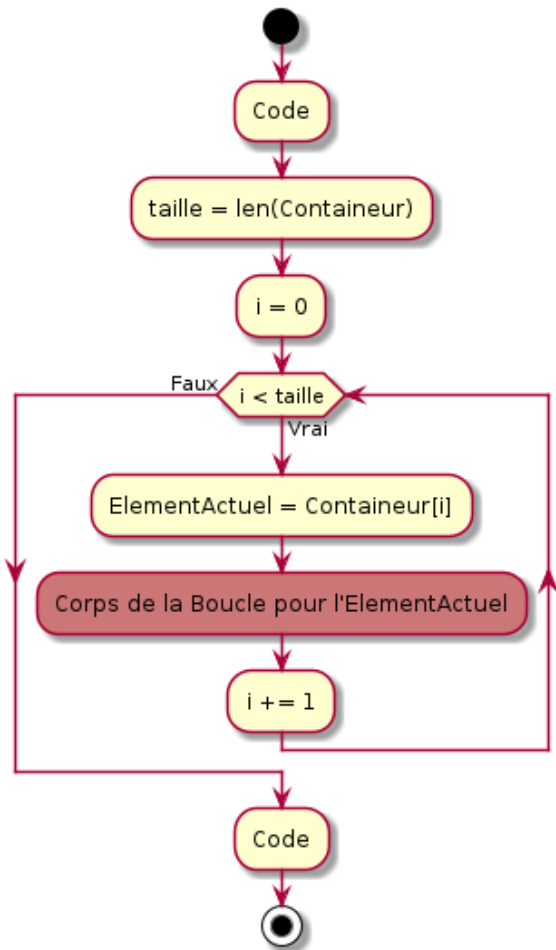 Code
taille = len(Containeur)
i = 0
Faux
i < taille
Vrai
ElementActuel = Containeur[i]
Corps de la Boucle pour l'ElementActuel
i += 1
Code